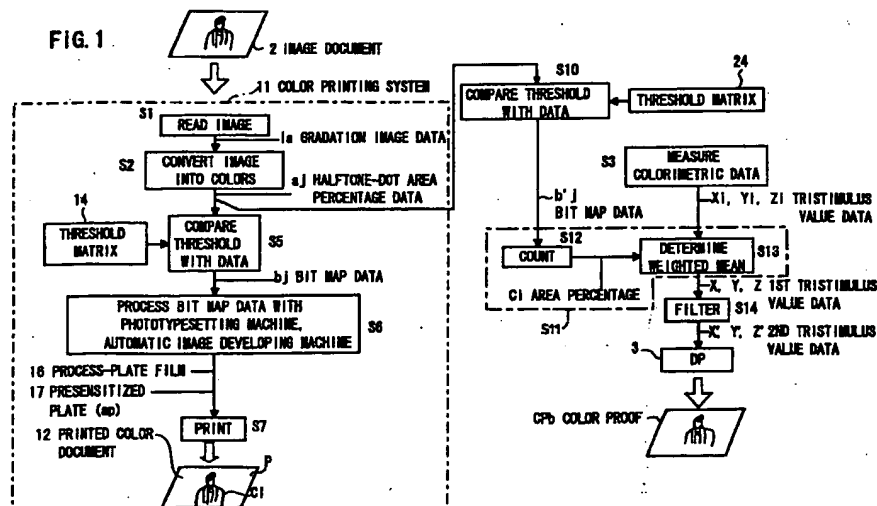 FIG. 1
2 IMAGE DOCUMENT
11 COLOR PRINTING SYSTEM
S1
READ IMAGE
Ia GRADATION IMAGE DATA
S2
CONVERT IMAGE
INTO COLORS
aj HALFTONE-DOT AREA
PERCENTAGE DATA
14
THRESHOLD
MATRIX
COMPARE
THRESHOLD
WITH DATA
S5
bj BIT MAP DATA
PROCESS BIT MAP DATA WITH
PHOTOTYPESETTING MACHINE,
AUTOMATIC IMAGE DEVELOPING MACHINE
S6
16 PROCESS-PLATE FILM
17 PRESENSITIZED
PLATE (mp)
PRINT
S7
12 PRINTED COLOR
DOCUMENT
P
Ci
S10
COMPARE THRESHOLD
WITH DATA
24
THRESHOLD MATRIX
S3
MEASURE
COLORIMETRIC DATA
Xi, Yi, Zi TRISTIMULUS
VALUE DATA
b'j
BIT MAP DATA
S12
COUNT
DETERMINE
WEIGHTED MEAN
S13
Ci AREA PERCENTAGE
S11
X, Y, Z 1ST TRISTIMULUS
VALUE DATA
FILTER
S14
X', Y, Z' 2ND TRISTIMULUS
VALUE DATA
3
DP
CPb COLOR PROOF